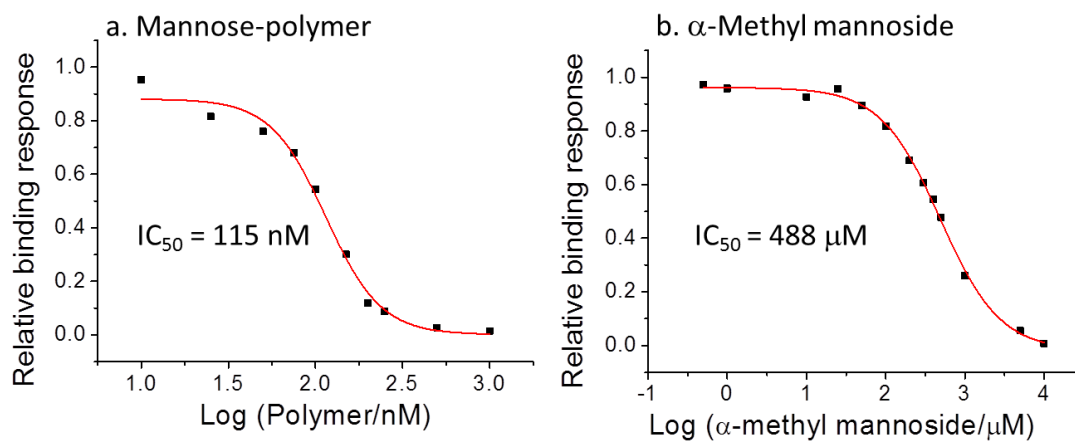 a. Mannose-polymer
Relative binding response
1.0
0.8
0.6
0.4
0.2
0.0
IC50 = 115 nM
1.0 1.5 2.0 2.5 3.0
Log (Polymer/nM)
b. α-Methyl mannoside
Relative binding response
1.0
0.8
0.6
0.4
0.2
0.0
IC50 = 488 μM
-1 0 1 2 3 4
Log (α-methyl mannoside/μM)